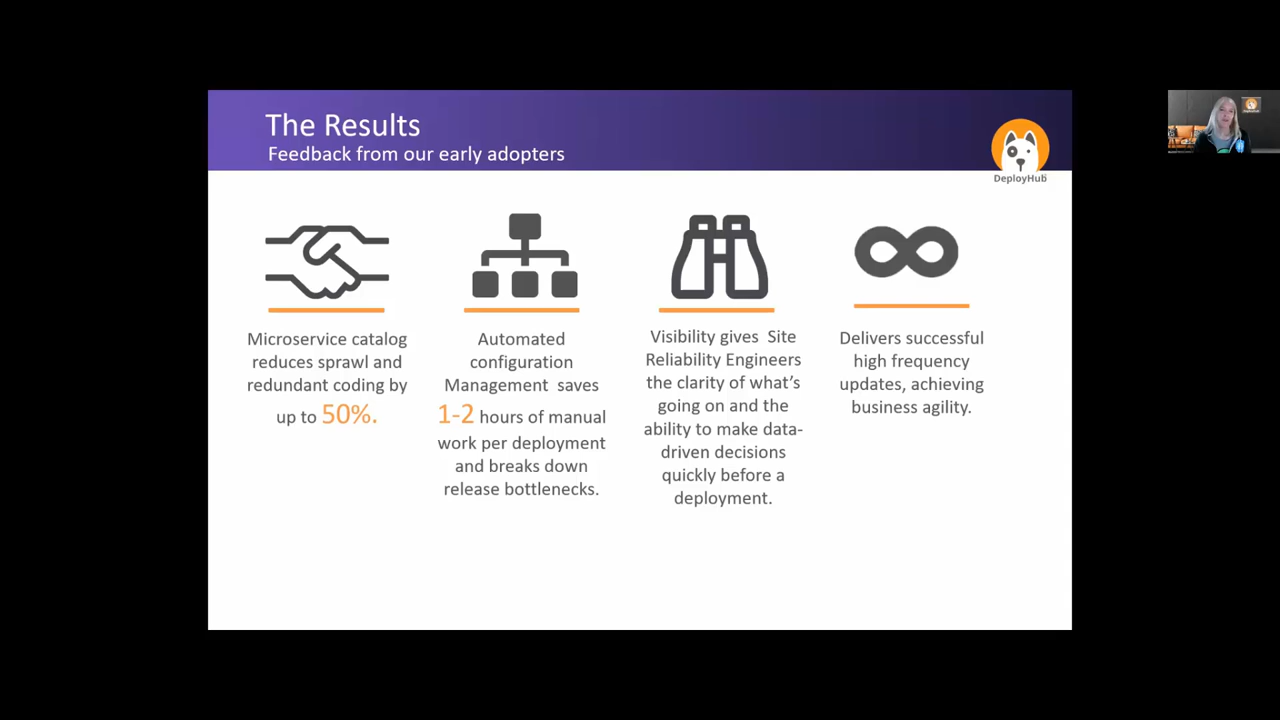 The Results
Feedback from our early adopters
DeployHub
Microservice catalog
reduces sprawl and
redundant coding by
up to 50%.
Automated
configuration
Management saves
1-2 hours of manual
work per deployment
and breaks down
release bottlenecks.
Visibility gives Site
Reliability Engineers
the clarity of what's
going on and the
ability to make data-
driven decisions
quickly before a
deployment.
Delivers successful
high frequency
updates, achieving
business agility.